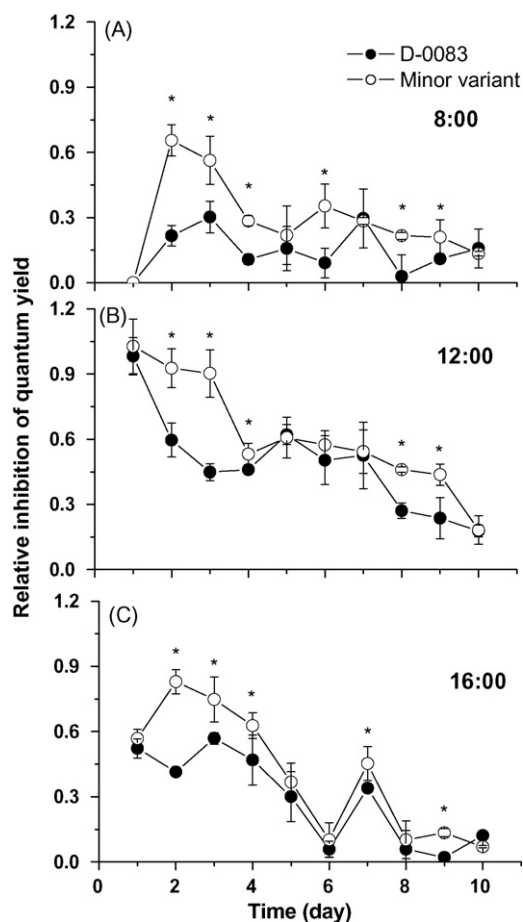 (A)
D-0083
Minor variant
8:00
1.2
0.9
0.6
0.3
0.0
* * * * * *
(B)
12:00
1.2
0.9
0.6
0.3
0.0
* * * * *
(C)
16:00
1.2
0.9
0.6
0.3
0.0
* * * * *
0 2 4 6 8 10
Time (day)
Relative inhibition of quantum yield